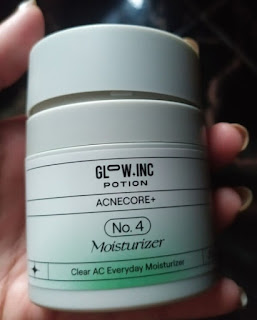 GLOW.INC
POTION
ACNECORE+
No. 4
Moisturizer
Clear AC Everyday Moisturizer